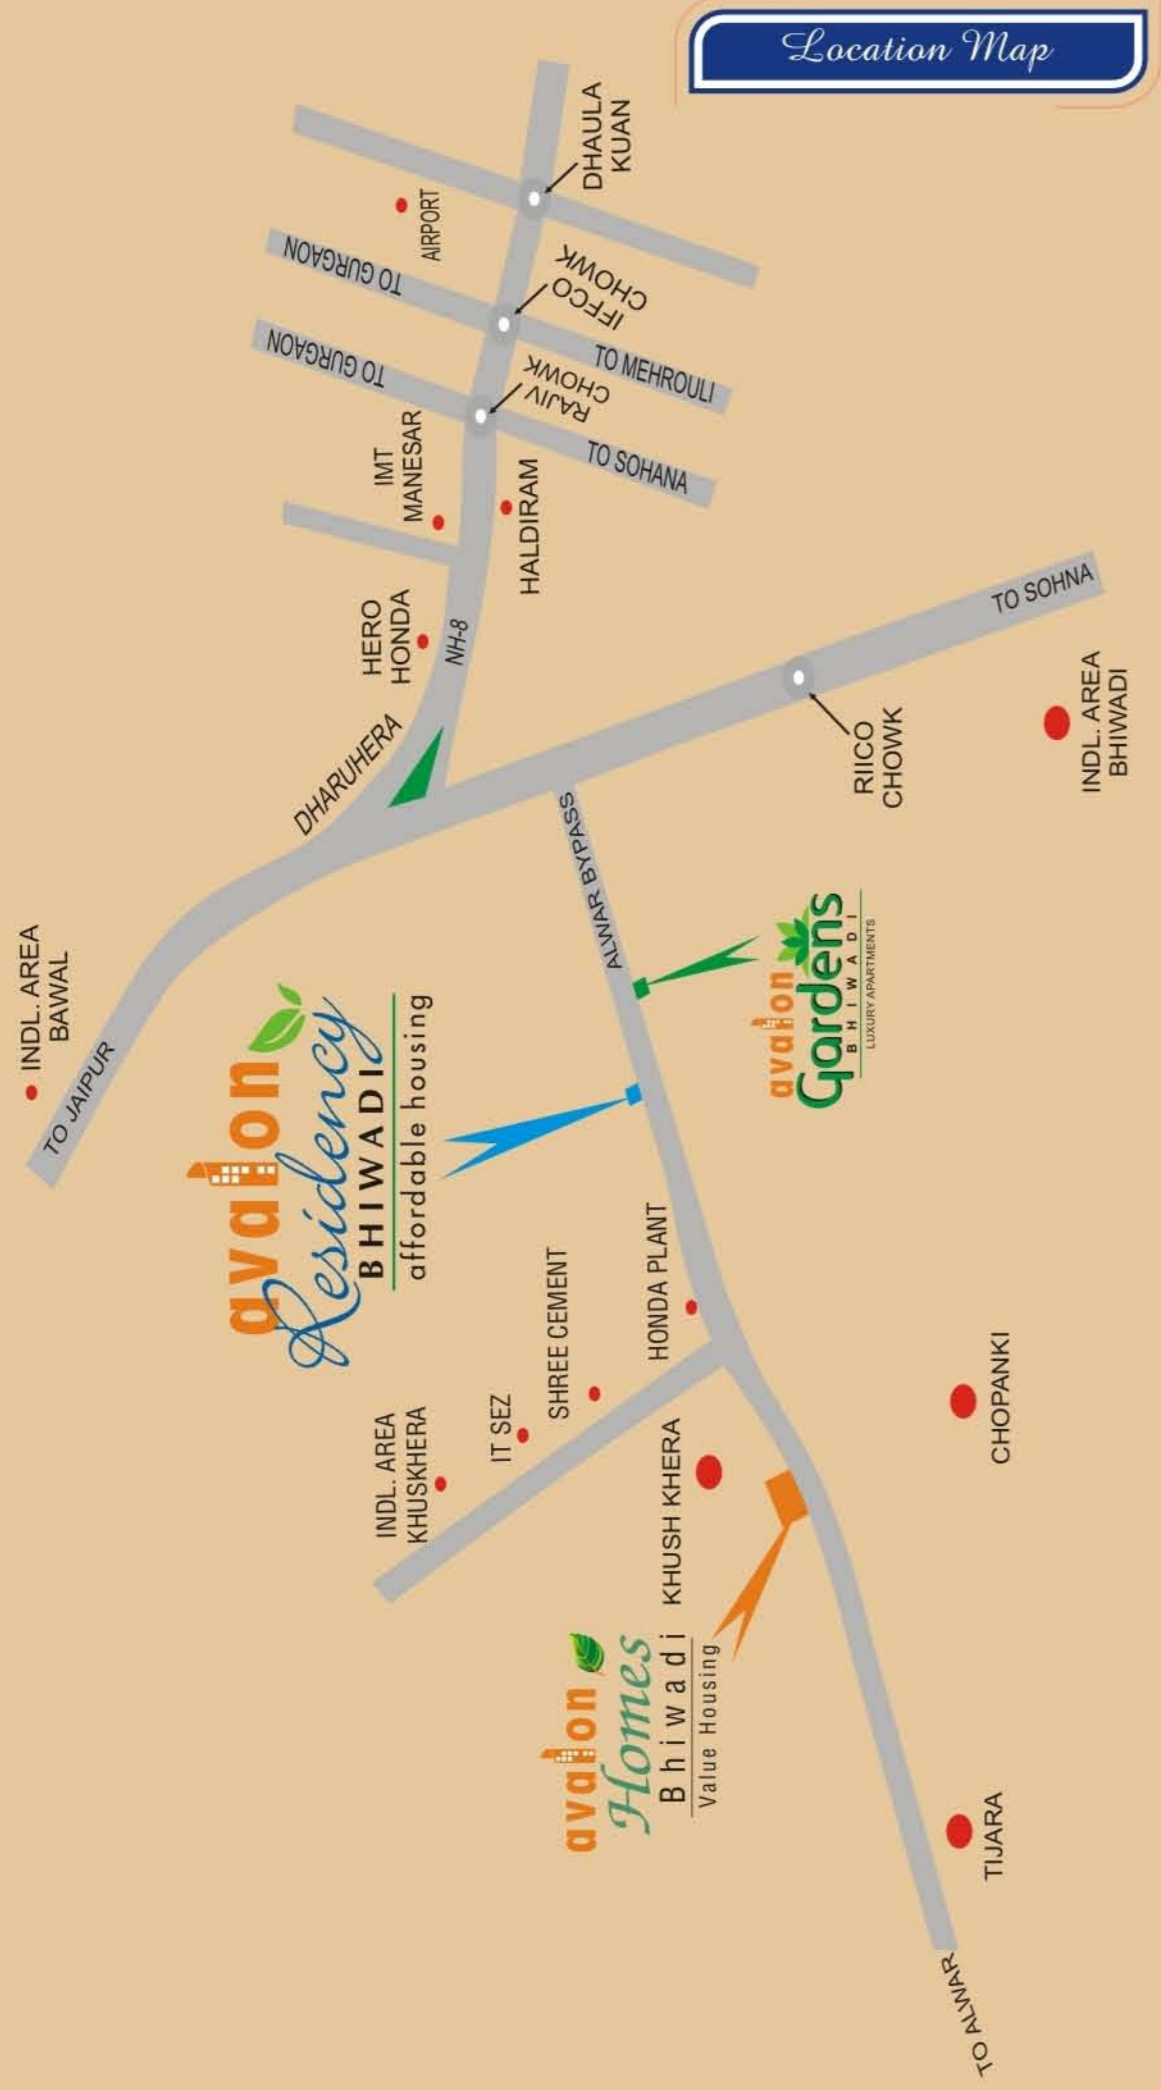 Location Map
DHAULA
KUAN
AIRPORT
TO GURGAON
IFFCO
CHOWK
TO MEHROULI
TO GURGAON
RAJIV
CHOWK
TO SOHANA
IMT
MANESAR
HALDIRAM
HERO
HONDA
NH-8
DHARUHERA
TO SOHNA
RIICO
CHOWK
INDL. AREA
BHIWADI
INDL. AREA
BAWAL
TO JAIPUR
ALWAR BYPASS
avalon
Gardens
BHIWADI
LUXURY APARTMENTS
avalon
Residency
BHIWADI
affordable housing
HONDA PLANT
SHREE CEMENT
IT SEZ
INDL. AREA
KHUSKHERA
KHUSH KHERA
CHOPANKI
avalon
Homes
Bhiwadi
Value Housing
TIJARA
TO ALWAR